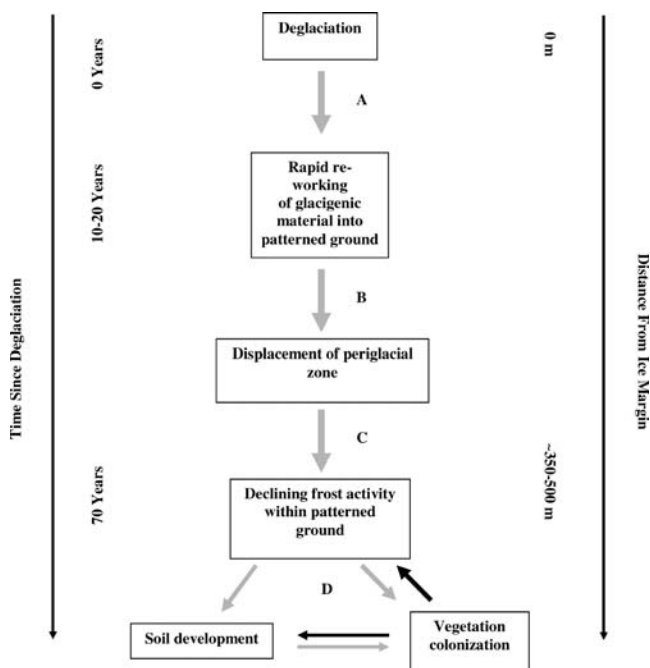 Deglaciation
0 Years
0 m
A
Rapid re-
working
of glacigenic
material into
patterned ground
10-20 Years
B
Displacement of periglacial
zone
Time Since Deglaciation
Distance From Ice Margin
C
Declining frost activity
within patterned
ground
70 Years
~350-500 m
D
Soil development
Vegetation
colonization